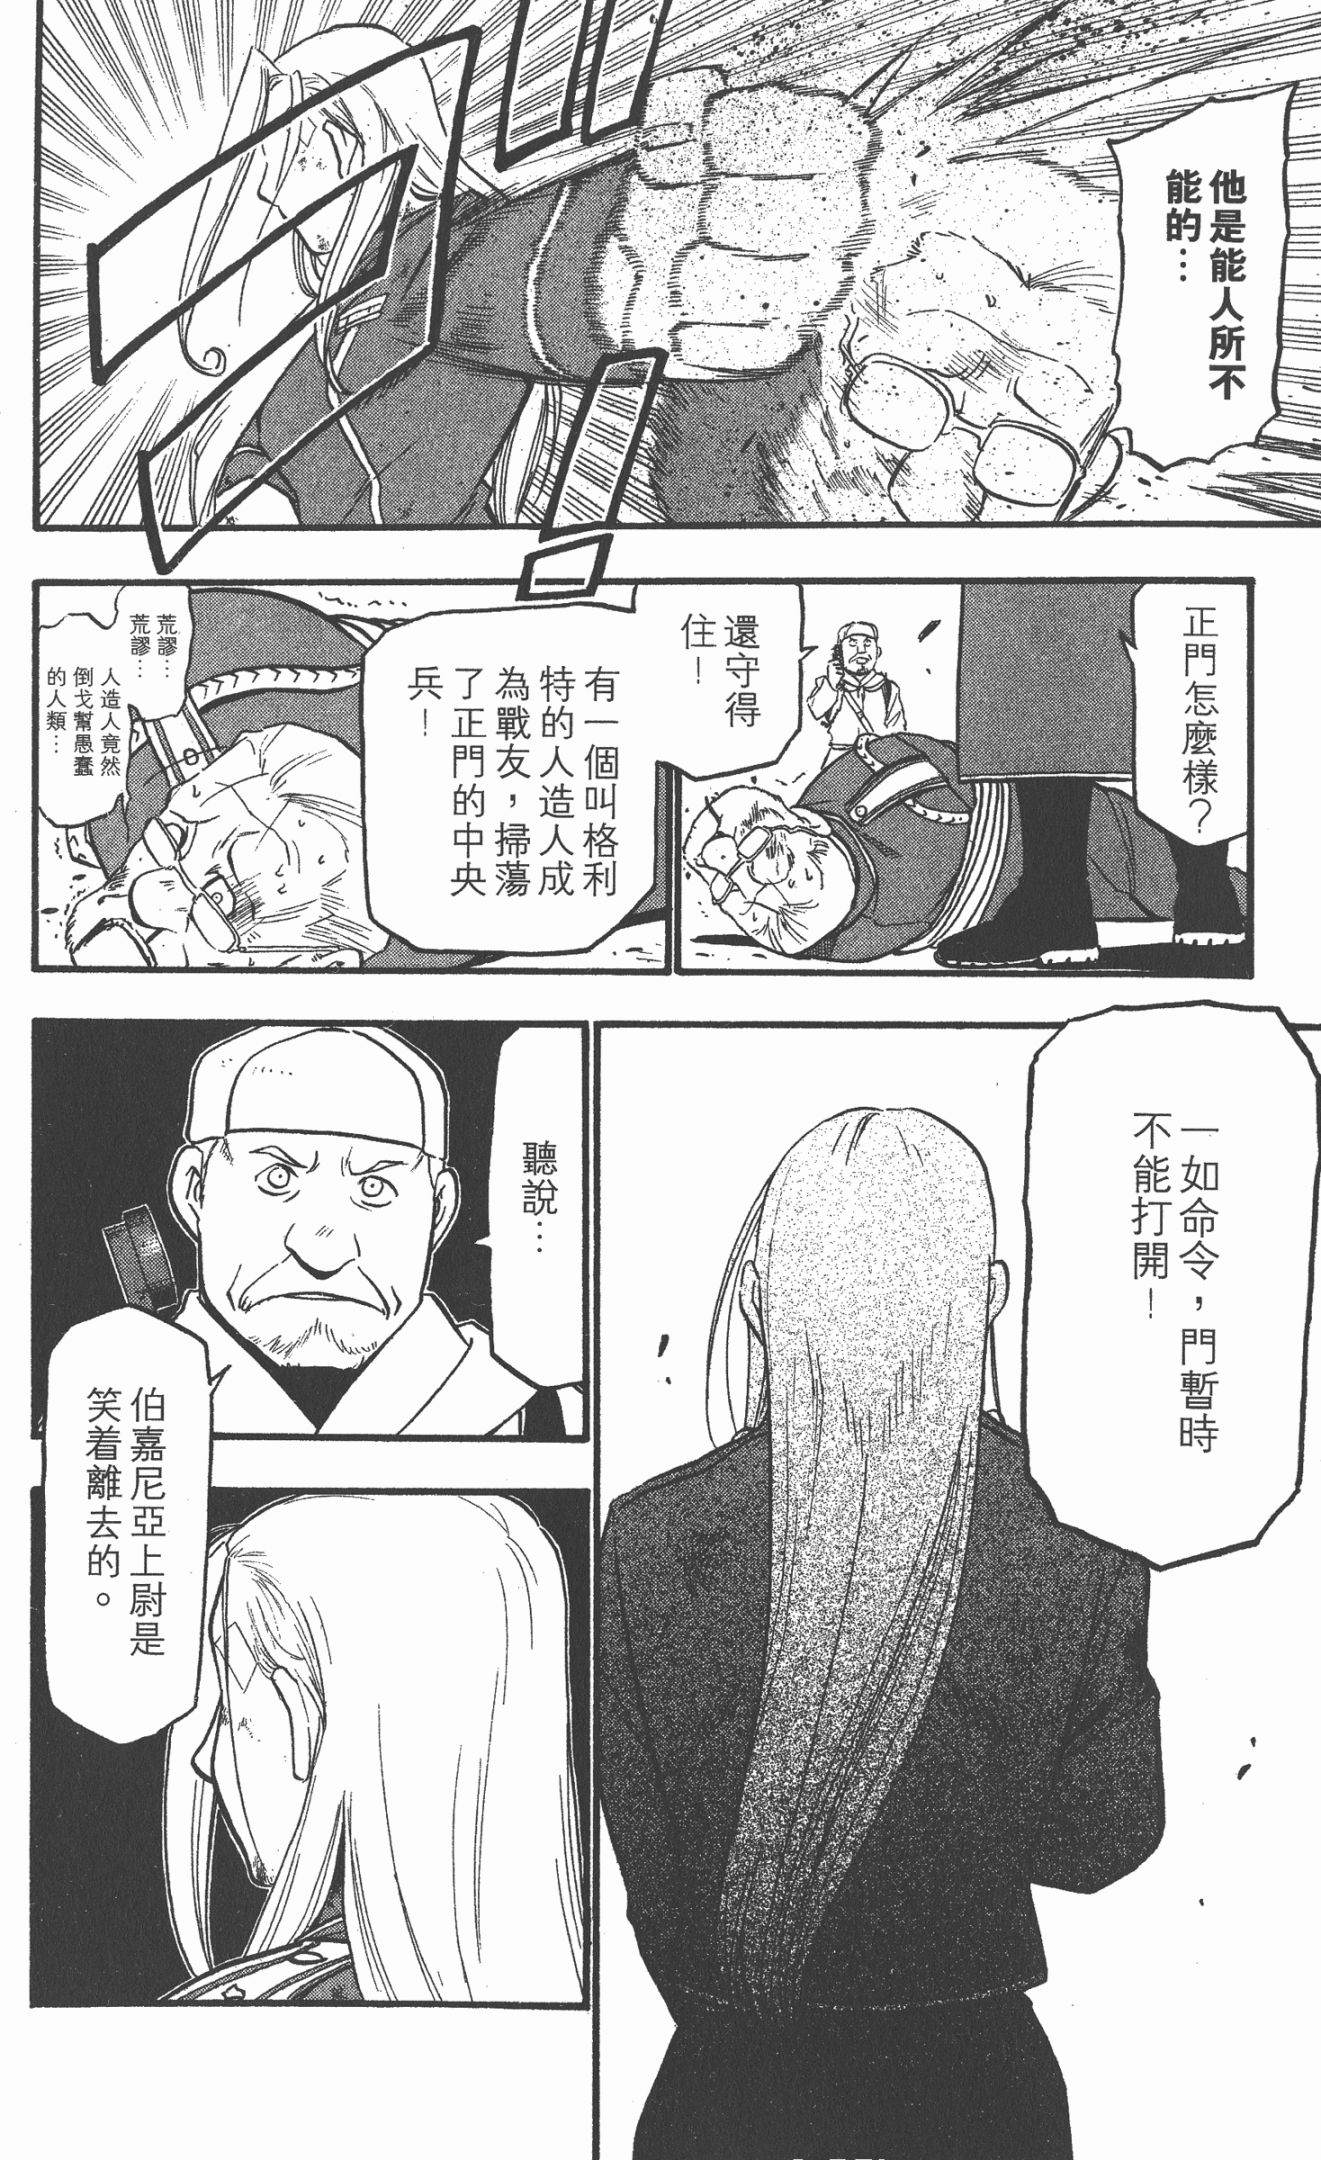 他是能人所不
能的…
正門怎麼樣？
還守得
住！
有一個叫格利
特的人造人成
為戰友，掃蕩
了正門的中央
兵！
荒謬…
荒謬…
人造人竟然
倒戈幫愚蠢
的人類…
一如命令，門暫時
不能打開！
聽說…
伯嘉尼亞上尉是
笑着離去的。